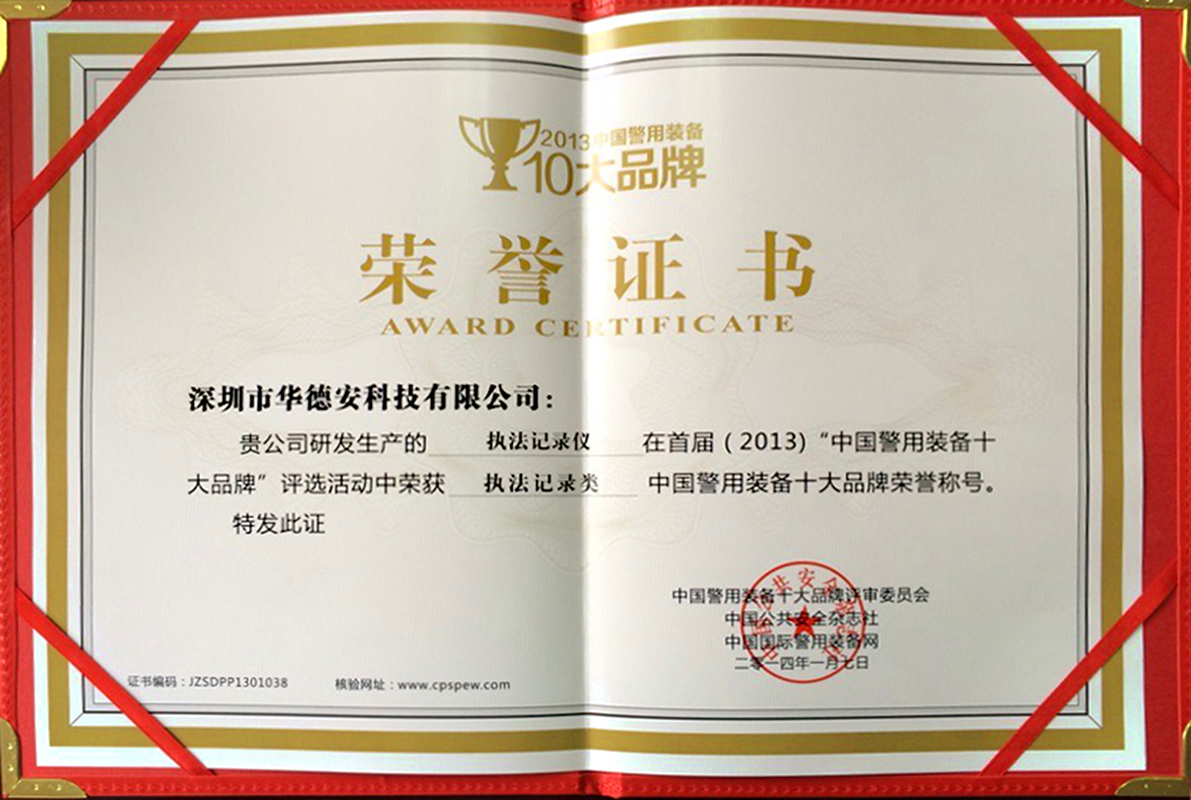 2013中国警用装备
10大品牌
荣誉证书
AWARD CERTIFICATE
深圳市华德安科技有限公司：
贵公司研发生产的 执法记录仪 在首届（2013）“中国警用装备十
大品牌”评选活动中荣获 执法记录类 中国警用装备十大品牌荣誉称号。
特发此证
中国警用装备十大品牌评审委员会
中国公共安全杂志社
中国国际警用装备网
二零一四年一月七日
证书编码：JZSDPP1301038 核验网址：www.cpspew.com